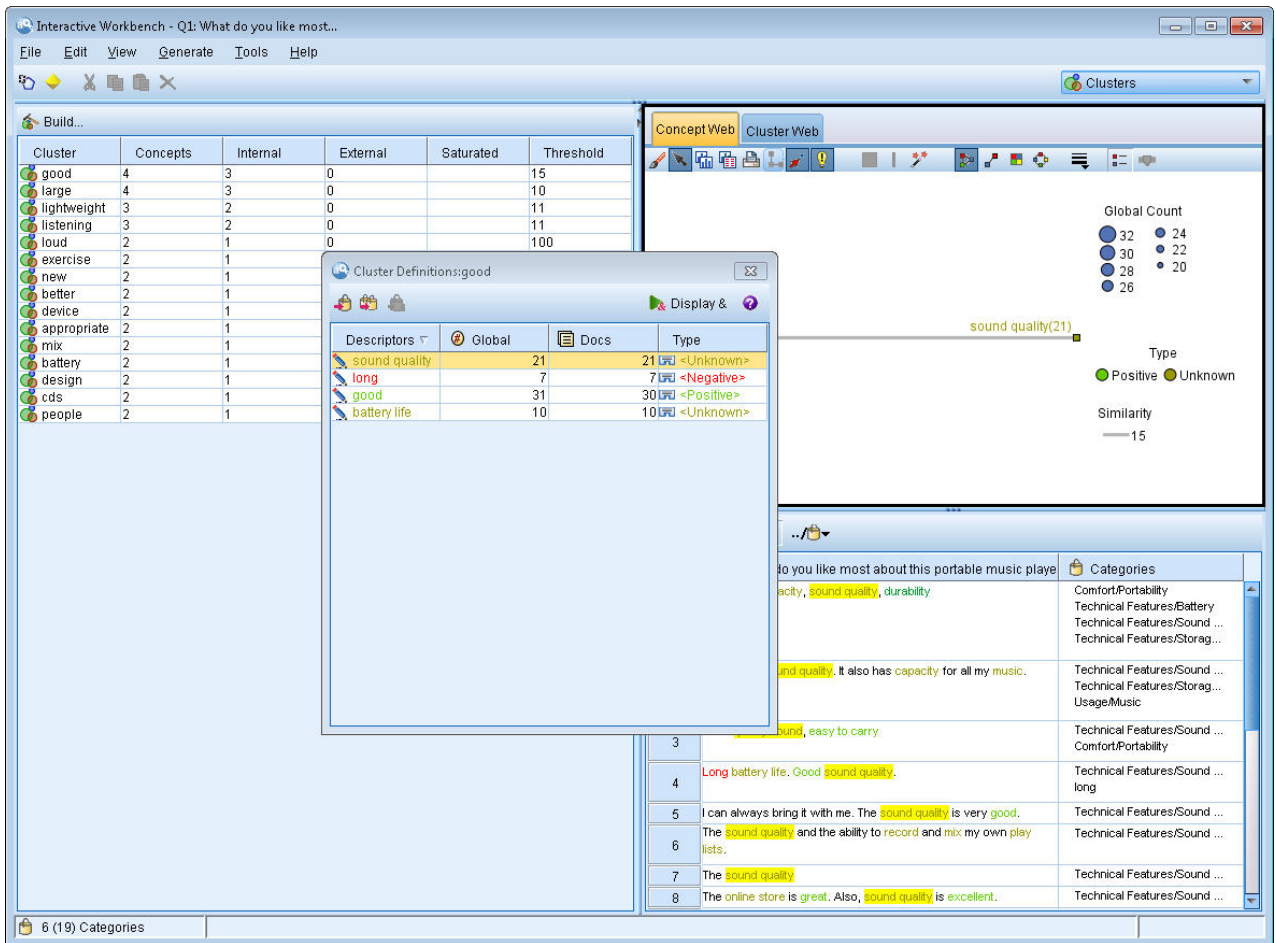 Interactive Workbench - Q1: What do you like most...
File Edit View Generate Tools Help
Clusters
Build...
Cluster Concepts Internal External Saturated Threshold
good 4 3 0 15
large 4 3 0 10
lightweight 3 2 0 11
listening 3 2 0 11
loud 2 1 0 100
exercise 2 1
new 2 1
better 2 1
device 2 1
appropriate 2 1
mix 2 1
battery 2 1
design 2 1
cds 2 1
people 2 1
Cluster Definitions:good
Display &
Descriptors Global Docs Type
sound quality 21 21 <Unknown>
long 7 7 <Negative>
good 31 30 <Positive>
battery life 10 10 <Unknown>
Concept Web Cluster Web
Global Count
32 24
30 22
28 20
26
sound quality(21)
Type
Positive Unknown
Similarity
15
../
do you like most about this portable music playe Categories
acity, sound quality, durability
Comfort/Portability
Technical Features/Battery
Technical Features/Sound ...
Technical Features/Storag...
und quality. It also has capacity for all my music.
Technical Features/Sound ...
Technical Features/Storag...
Usage/Music
3 ound, easy to carry
Technical Features/Sound ...
Comfort/Portability
4 Long battery life. Good sound quality.
Technical Features/Sound ...
long
5 I can always bring it with me. The sound quality is very good. Technical Features/Sound ...
6 The sound quality and the ability to record and mix my own play
lists.
Technical Features/Sound ...
7 The sound quality Technical Features/Sound ...
8 The online store is great. Also, sound quality is excellent. Technical Features/Sound ...
6 (19) Categories